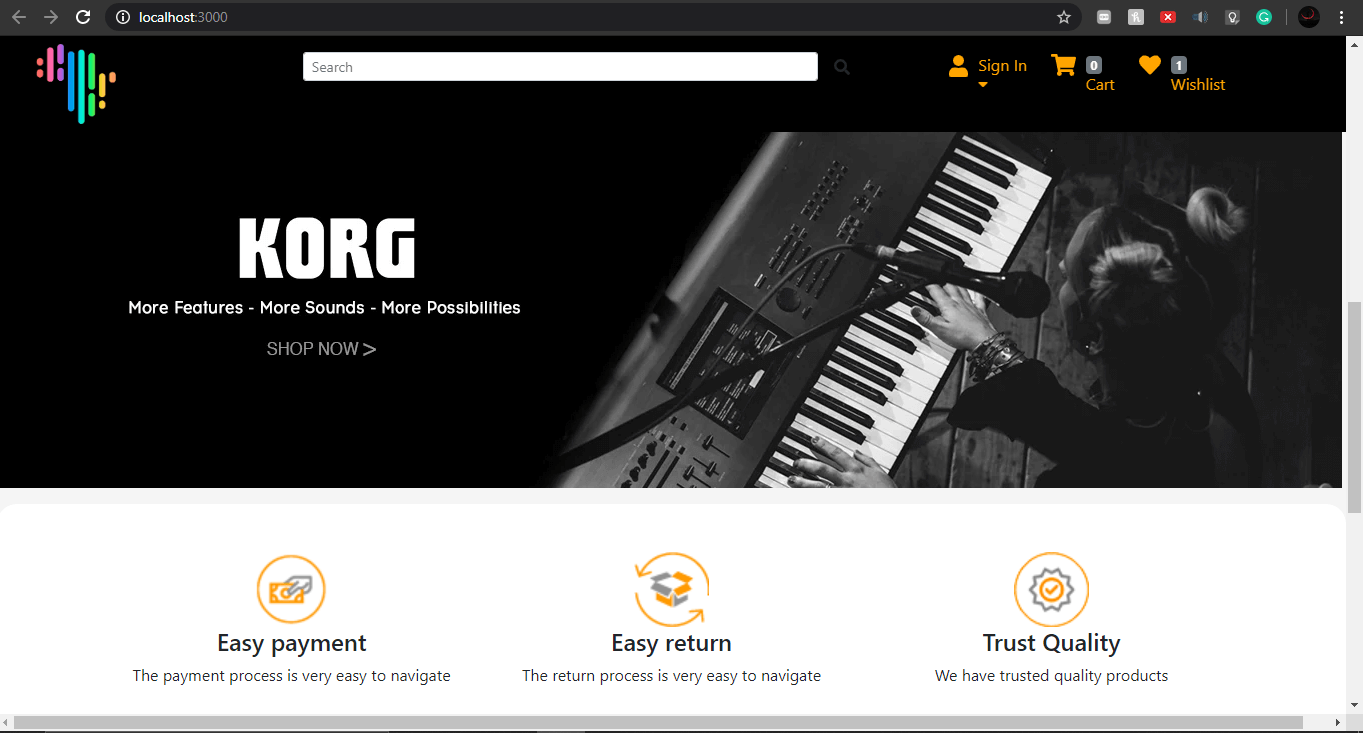 localhost:3000
Search
Sign In
0
Cart
1
Wishlist
KORG
More Features - More Sounds - More Possibilities
SHOP NOW >
Easy payment
The payment process is very easy to navigate
Easy return
The return process is very easy to navigate
Trust Quality
We have trusted quality products